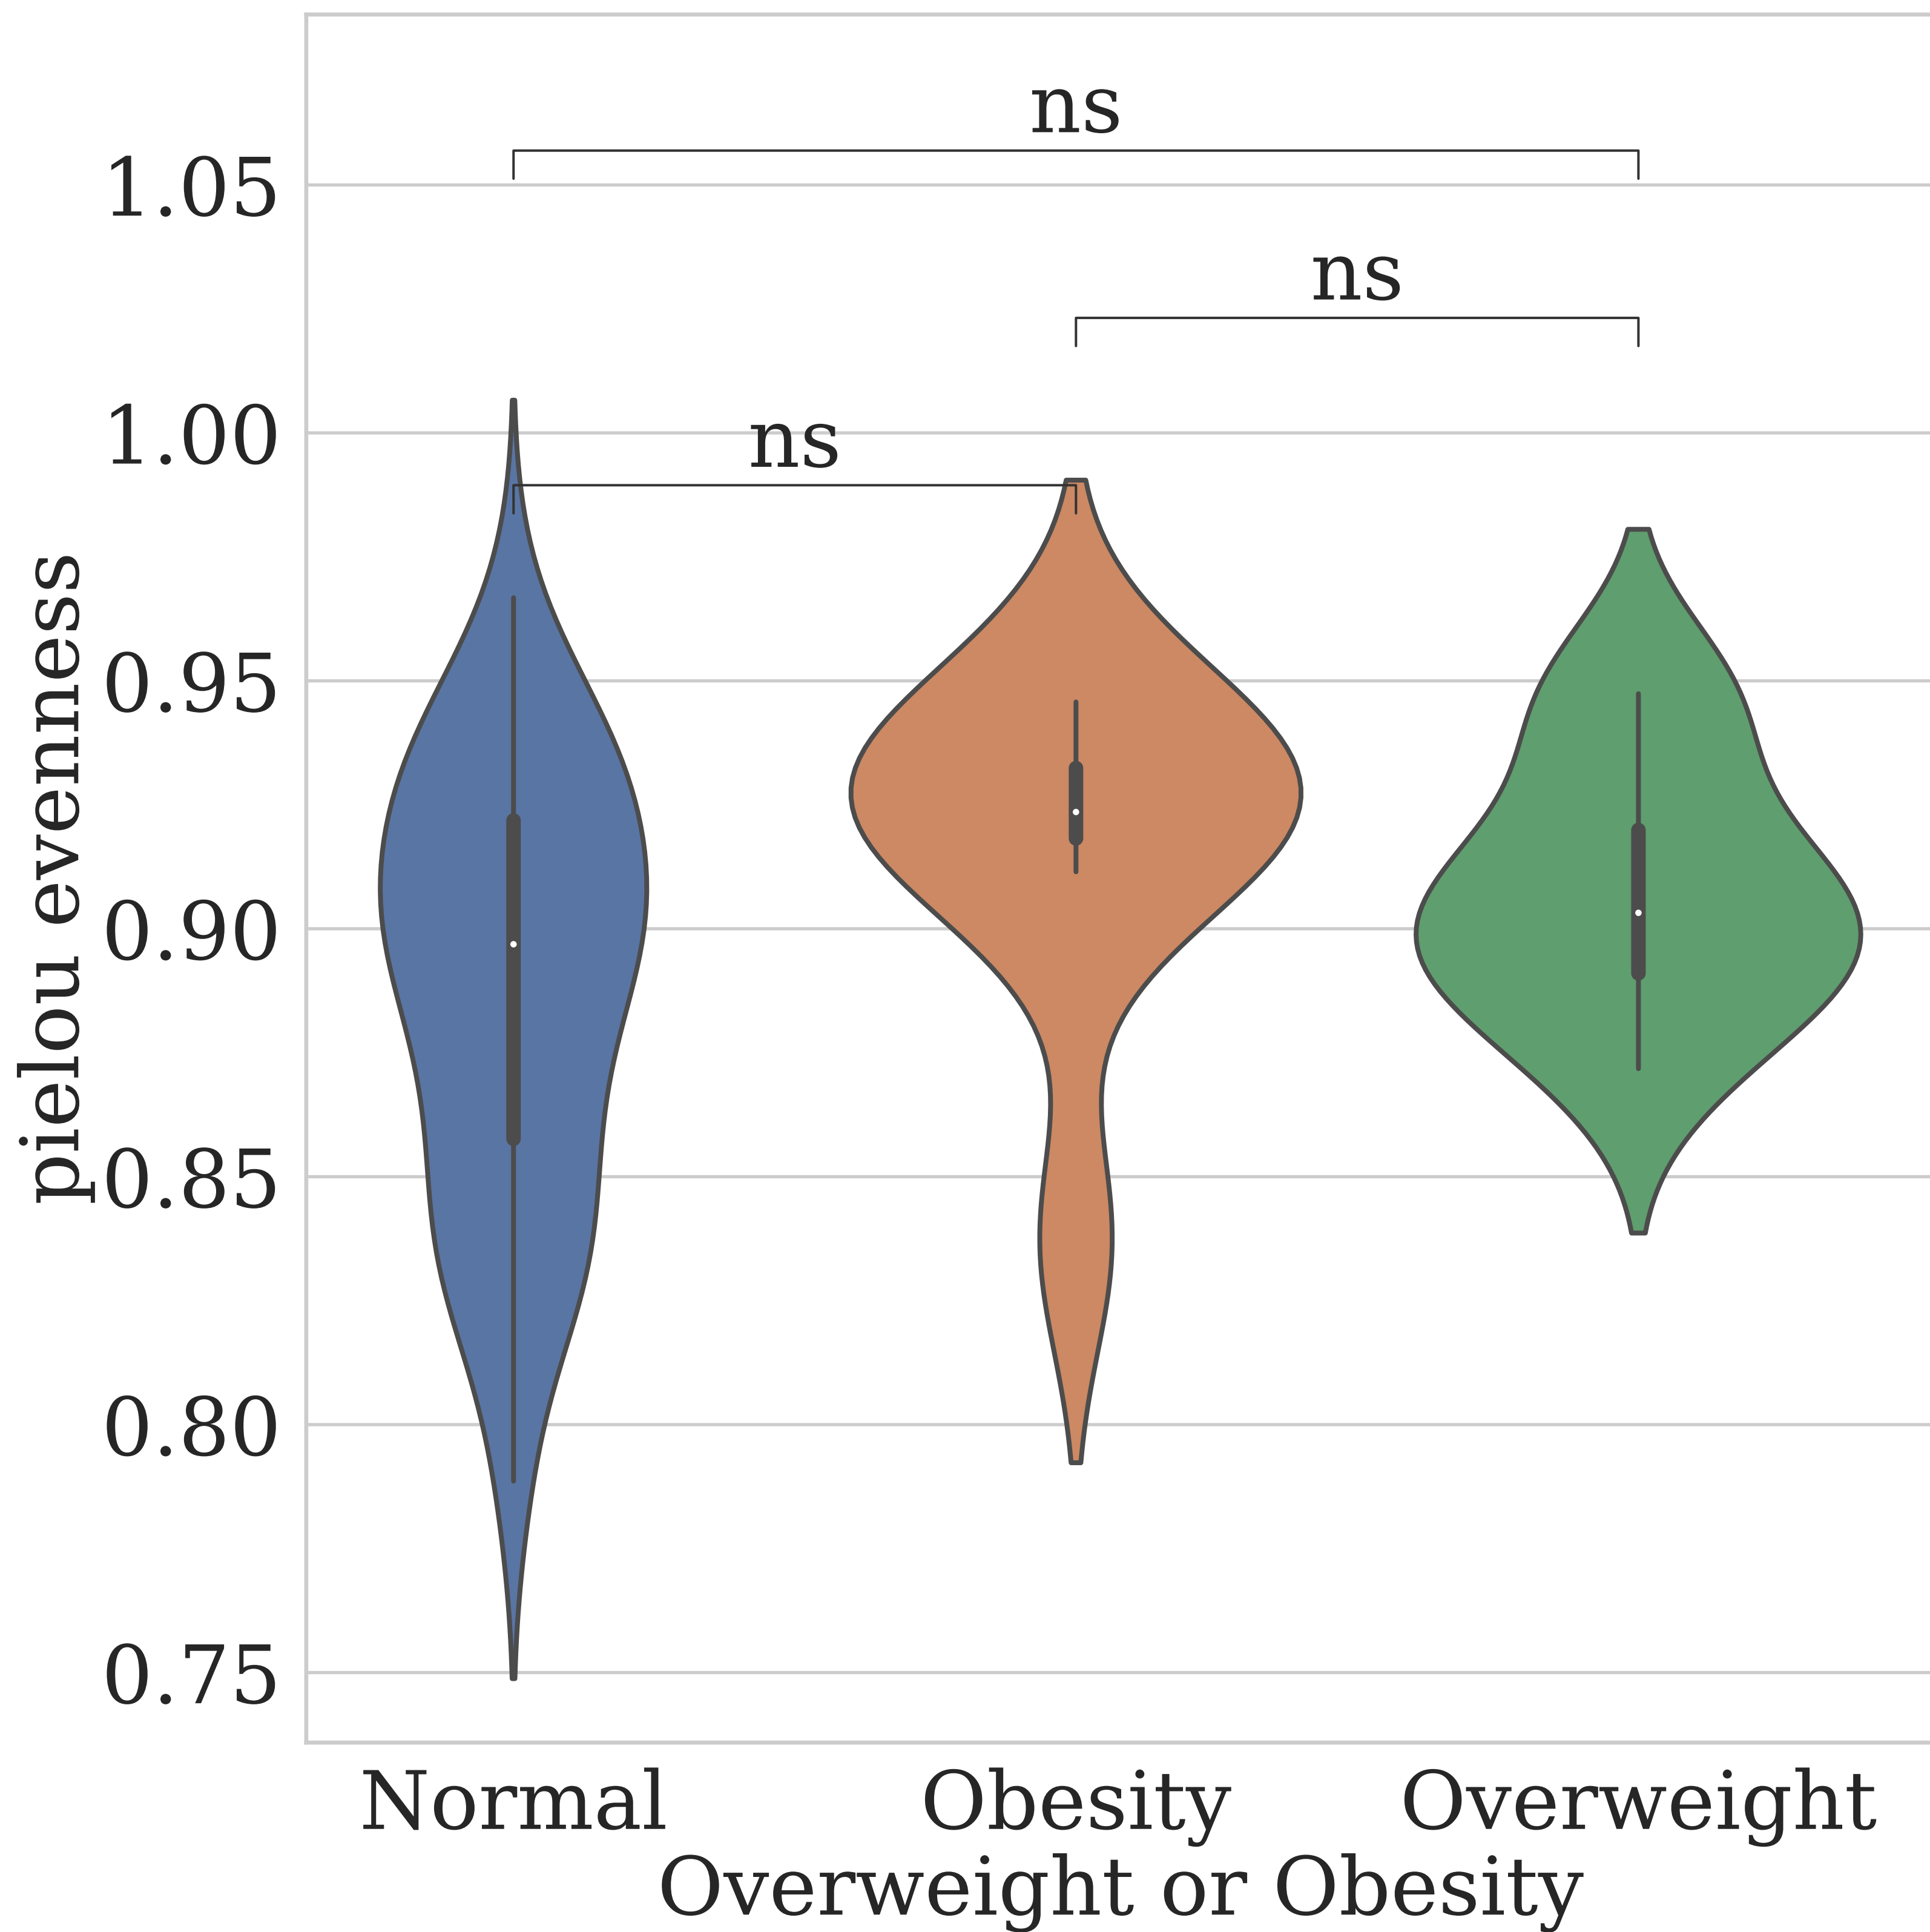 ns
1.05
ns
1.00
ns
0.95
0.90
0.85
0.80
0.75
pielou evenness
Normal Obesity Overweight
Overweight or Obesity